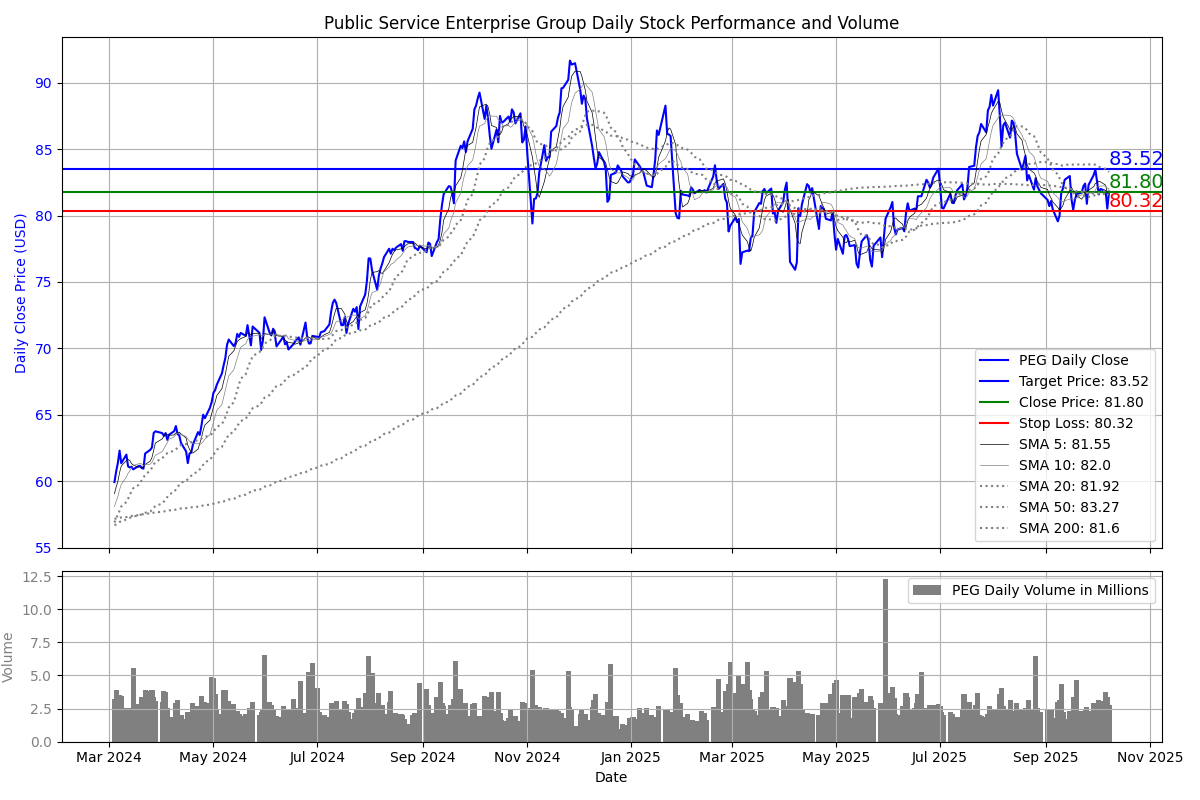 Public Service Enterprise Group Daily Stock Performance and Volume
Daily Close Price (USD)
90
85
80
75
70
65
60
55
83.52
81.80
80.32
PEG Daily Close
Target Price: 83.52
Close Price: 81.80
Stop Loss: 80.32
SMA 5: 81.55
SMA 10: 82.0
SMA 20: 81.92
SMA 50: 83.27
SMA 200: 81.6
Volume
12.5
10.0
7.5
5.0
2.5
0.0
PEG Daily Volume in Millions
Mar 2024 May 2024 Jul 2024 Sep 2024 Nov 2024 Jan 2025 Mar 2025 May 2025 Jul 2025 Sep 2025 Nov 2025
Date